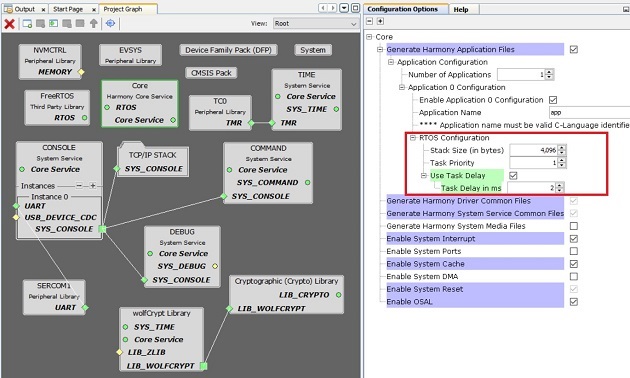 Output
Start Page
Project Graph
View: Root
NVMCTRL
Peripheral Library
MEMORY
EVSYS
Peripheral Library
Device Family Pack (DFP)
System
CMSIS Pack
FreeRTOS
Third Party Library
RTOS
Core
Harmony Core Service
RTOS
Core Service
TC0
Peripheral Library
TMR
TIME
System Service
Core Service
SYS_TIME
TMR
CONSOLE
System Service
Core Service
Instances
Instance 0
UART
USB_DEVICE_CDC
SYS_CONSOLE
TCP/IP STACK
SYS_CONSOLE
COMMAND
System Service
Core Service
SYS_COMMAND
SYS_CONSOLE
DEBUG
System Service
Core Service
SYS_DEBUG
SYS_CONSOLE
SERCOM1
Peripheral Library
UART
Cryptographic (Crypto) Library
LIB_CRYPTO
LIB_WOLFCRYPT
wolfCrypt Library
SYS_TIME
Core Service
LIB_ZLIB
LIB_WOLFCRYPT
Configuration Options
Help
Core
Generate Harmony Application Files
Application Configuration
Number of Applications 1
Application 0 Configuration
Enable Application 0 Configuration
Application Name app
**** Application name must be valid C-Language identifie
RTOS Configuration
Stack Size (in bytes) 4,096
Task Priority 1
Use Task Delay
Task Delay in ms 2
Generate Harmony Driver Common Files
Generate Harmony System Service Common Files
Generate Harmony System Media Files
Enable System Interrupt
Enable System Ports
Enable System Cache
Enable System DMA
Enable System Reset
Enable OSAL